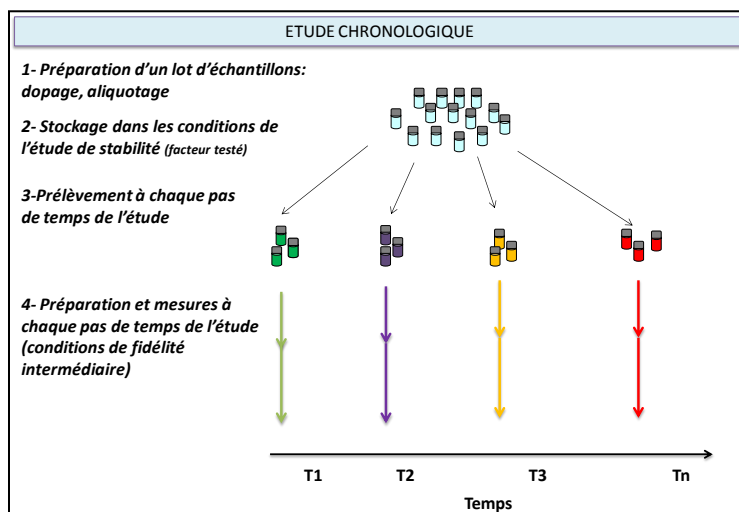 ETUDE CHRONOLOGIQUE
1- Préparation d'un lot d'échantillons:
dopage, aliquotage
2- Stockage dans les conditions de
l'étude de stabilité (facteur testé)
3-Prélèvement à chaque pas
de temps de l'étude
4- Préparation et mesures à
chaque pas de temps de l'étude
(conditions de fidélité
intermédiaire)
T1 T2 T3 Tn
Temps